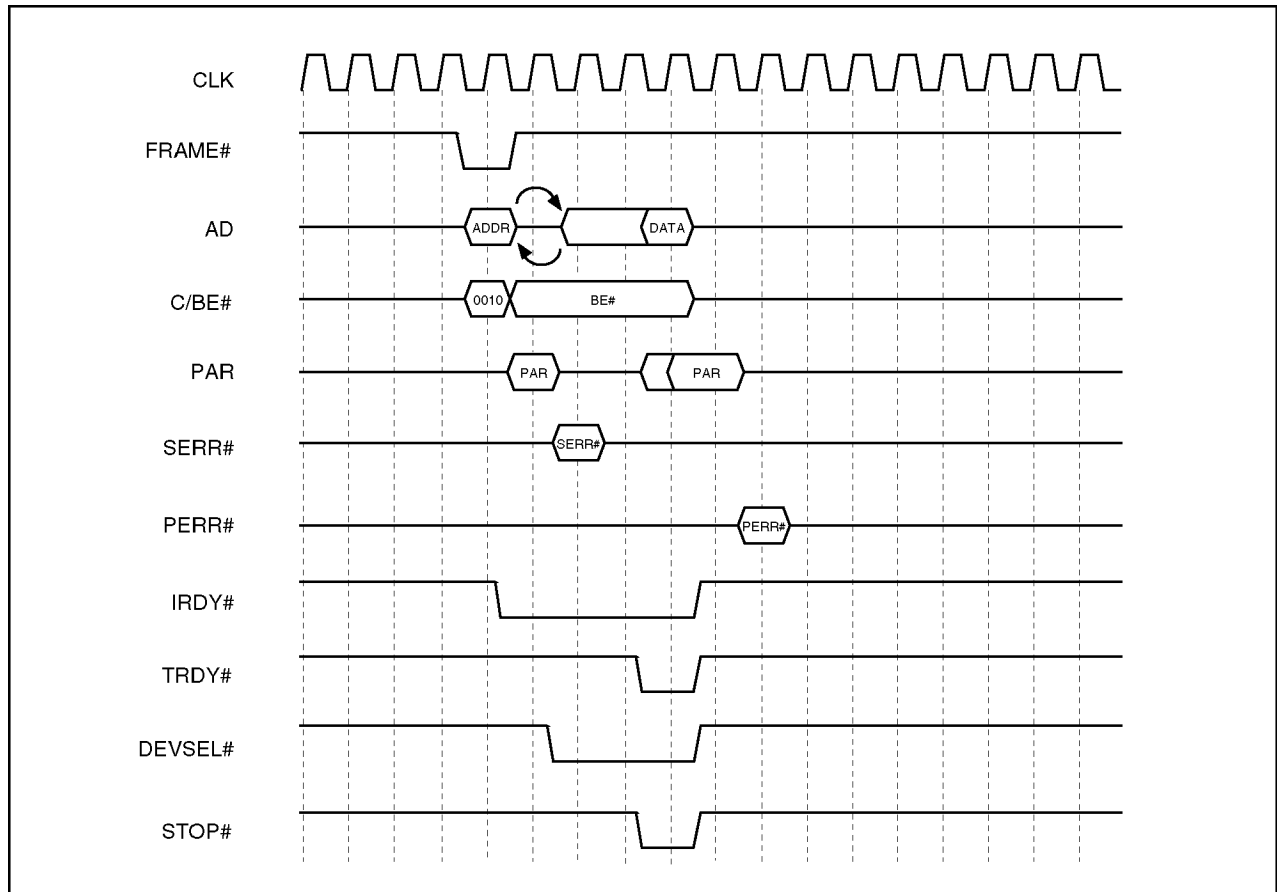 CLK
FRAME#
AD ADDR DATA
C/BE# 0010 BE#
PAR PAR PAR
SERR# SERR#
PERR# PERR#
IRDY#
TRDY#
DEVSEL#
STOP#